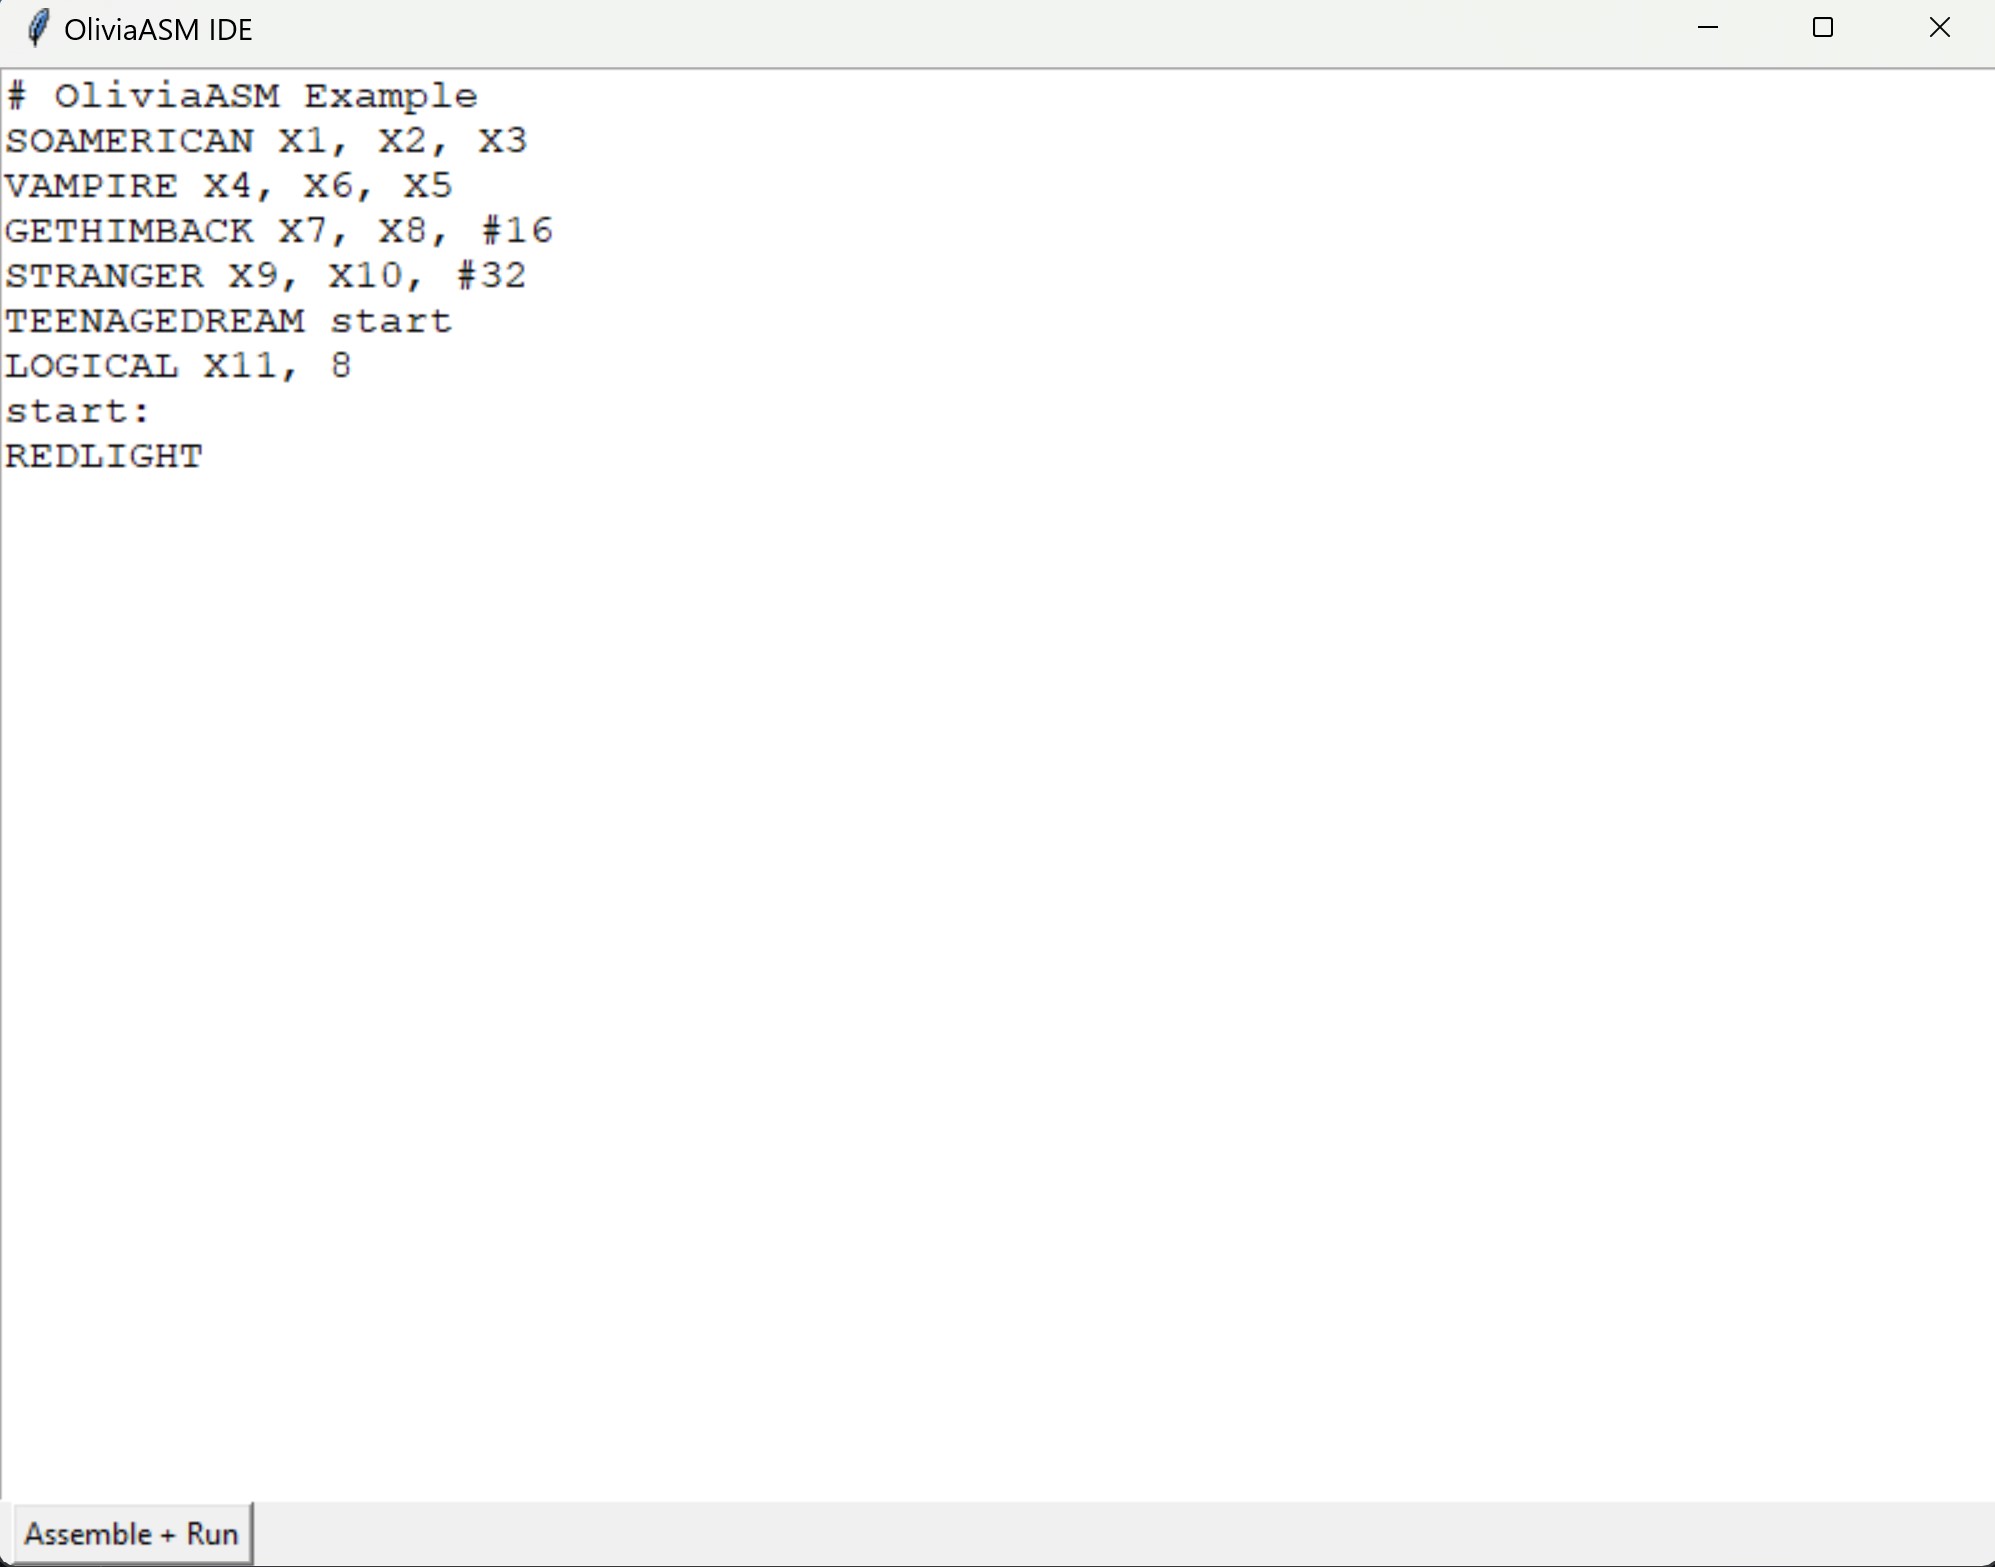 OliviaASM IDE
# OliviaASM Example
SOAMERICAN X1, X2, X3
VAMPIRE X4, X6, X5
GETHIMBACK X7, X8, #16
STRANGER X9, X10, #32
TEENAGEDREAM start
LOGICAL X11, 8
start:
REDLIGHT
Assemble + Run